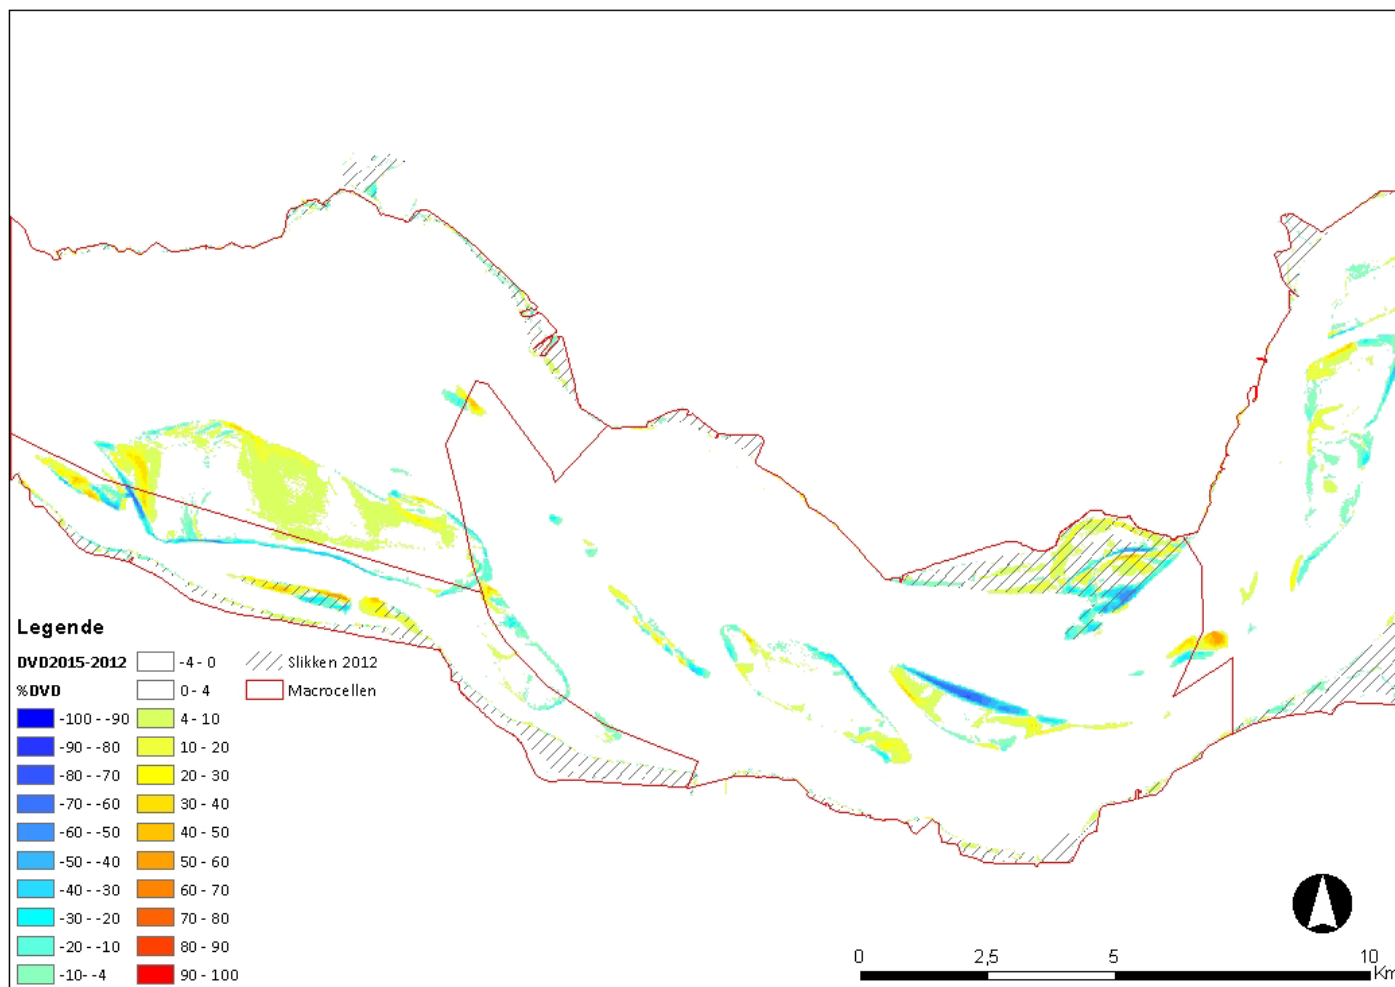 Legende
DVD2015-2012 -4 - 0 Slikken 2012
%DVD 0 - 4 Macrocellen
-100 - -90 4 - 10
-90 - -80 10 - 20
-80 - -70 20 - 30
-70 - -60 30 - 40
-60 - -50 40 - 50
-50 - -40 50 - 60
-40 - -30 60 - 70
-30 - -20 70 - 80
-20 - -10 80 - 90
-10 - -4 90 - 100
0 2,5 5 10
Km